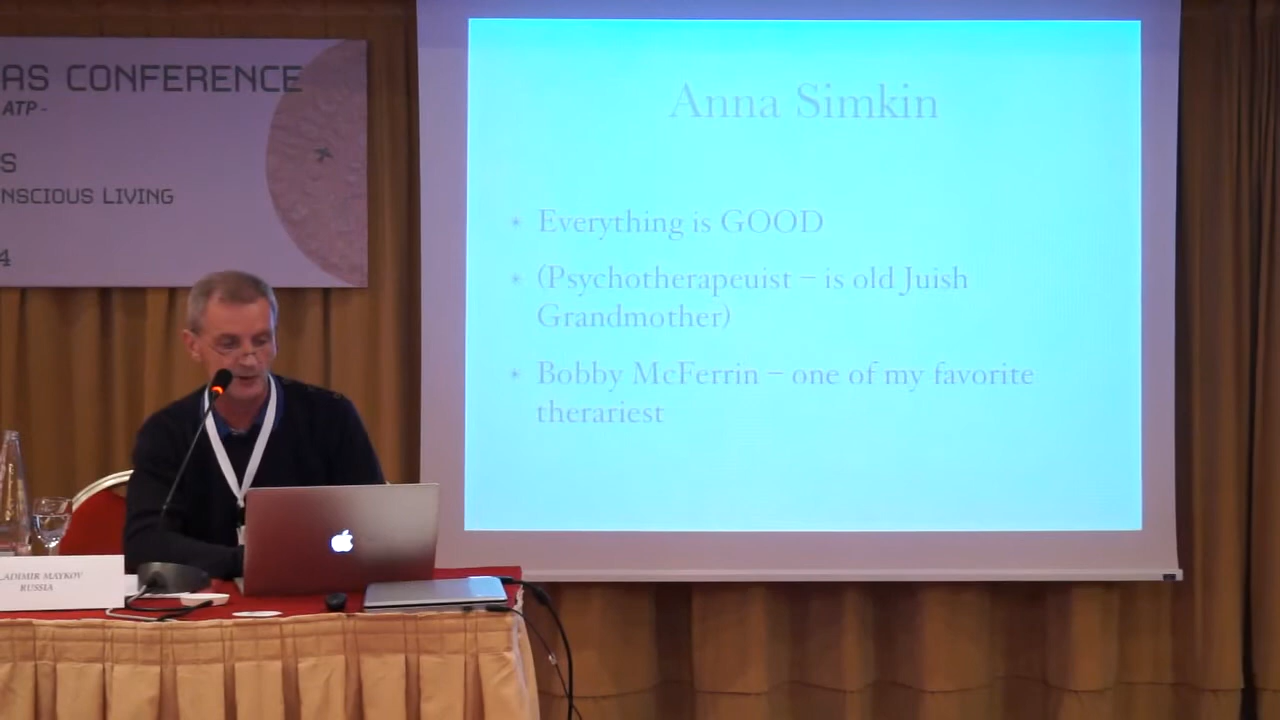 AS CONFERENCE
ATP -
S
NSCIOUS LIVING
4
Anna Simkin
* Everything is GOOD
* (Psychotherapeuist – is old Juish
Grandmother)
* Bobby McFerrin – one of my favorite
therariest
LADIMIR MAYKOV
RUSSIA